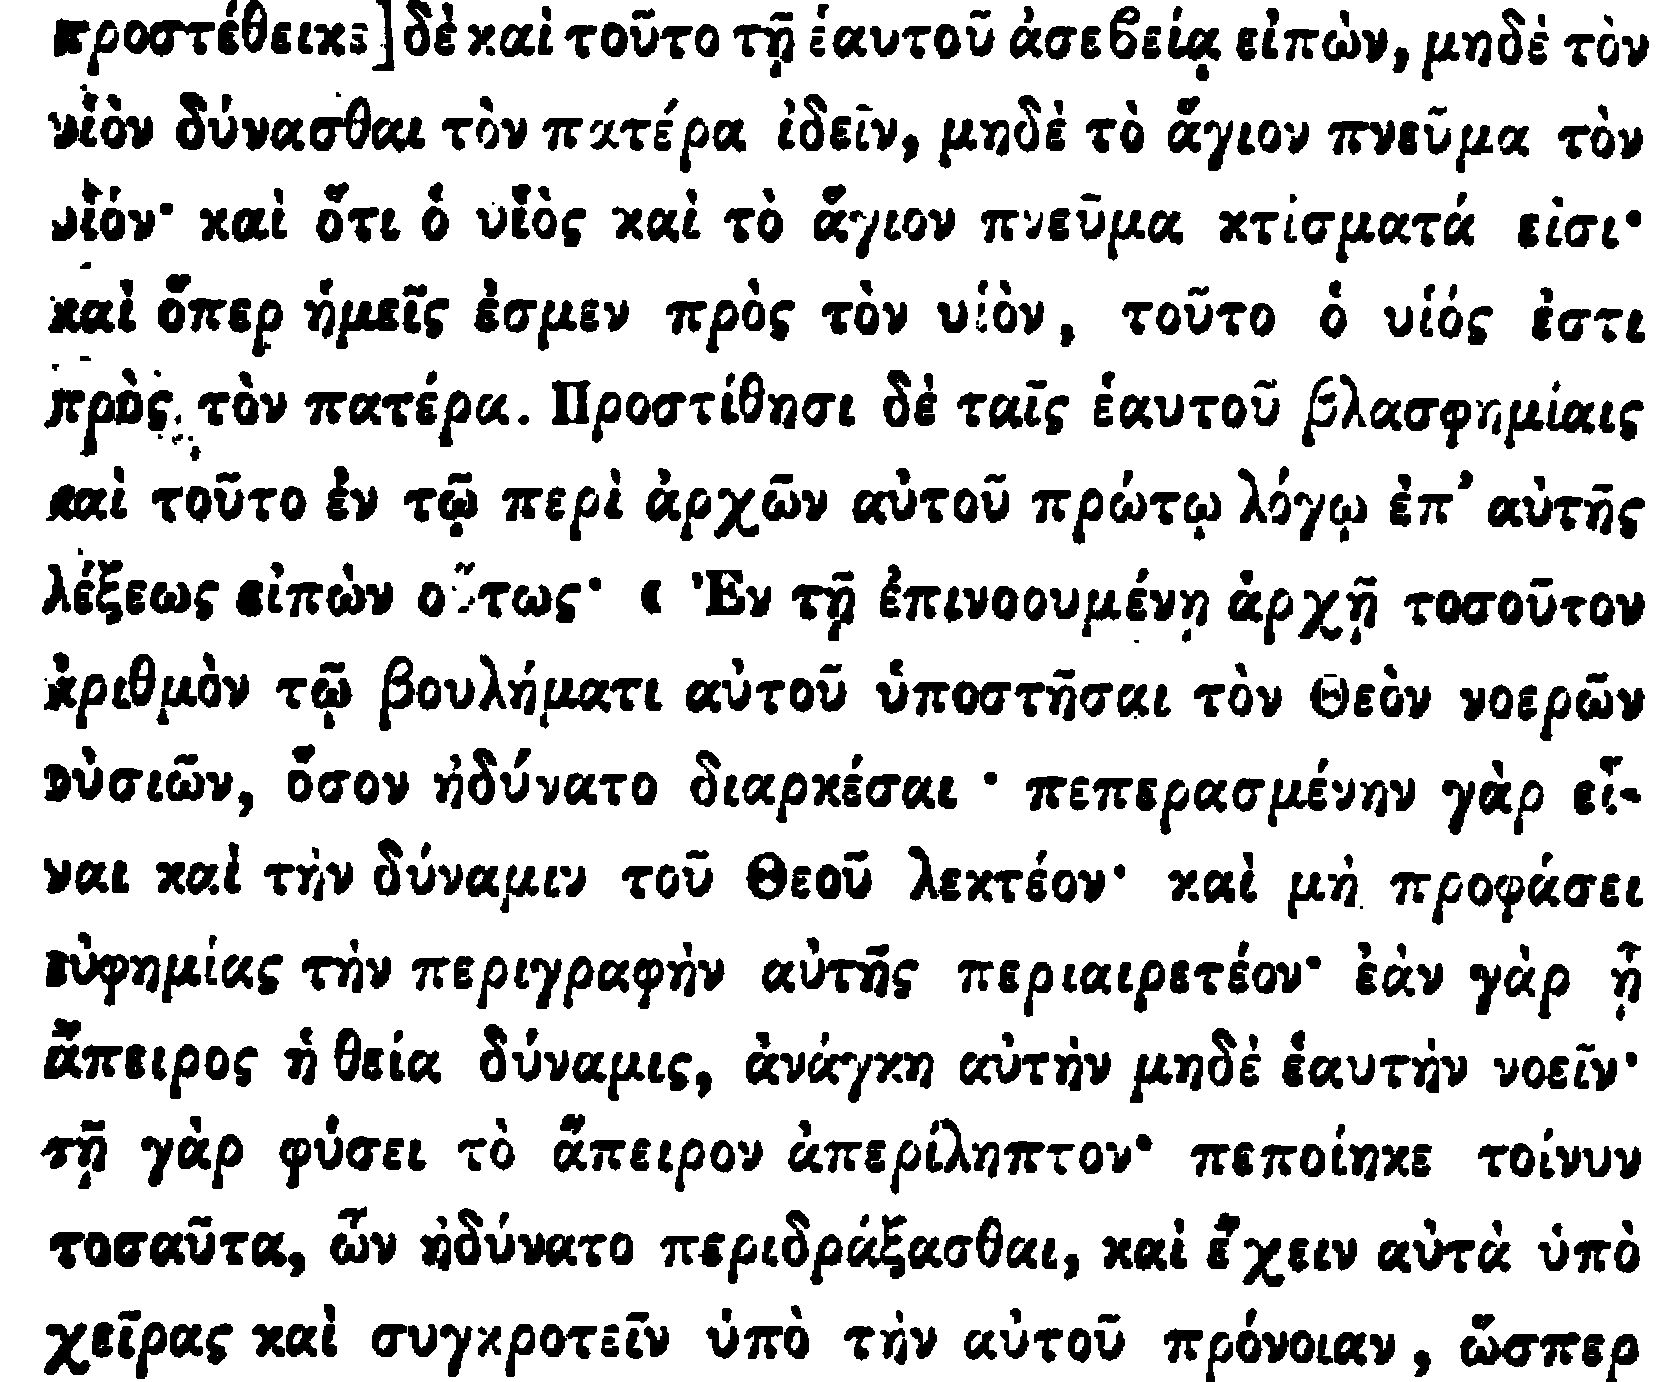 προστέθεικε] δὲ καὶ τοῦτο τῇ ἑαυτοῦ ἀσεβείᾳ εἰπὼν, μηδὲ τὸν
υἱὸν δύνασθαι τὸν πατέρα ἰδεῖν, μηδὲ τὸ ἅγιον πνεῦμα τὸν
υἱόν· καὶ ὅτι ὁ υἱὸς καὶ τὸ ἅγιον πνεῦμα κτίσματά εἰσι·
καὶ ὅπερ ἡμεῖς ἐσμεν πρὸς τὸν υἱὸν, τοῦτο ὁ υἱός ἐστι
πρὸς τὸν πατέρα. Προστίθησι δὲ ταῖς ἑαυτοῦ βλασφημίαις
καὶ τοῦτο ἐν τῷ περὶ ἀρχῶν αὐτοῦ πρώτῳ λόγῳ ἐπ’ αὐτῆς
λέξεως εἰπὼν οὕτως· « Ἐν τῇ ἐπινοουμένῃ ἀρχῇ τοσοῦτον
ἀριθμὸν τῷ βουλήματι αὐτοῦ ὑποστῆσαι τὸν Θεὸν νοερῶν
οὐσιῶν, ὅσον ἠδύνατο διαρκέσαι · πεπερασμένην γὰρ εἶ-
ναι καὶ τὴν δύναμιν τοῦ Θεοῦ λεκτέον· καὶ μὴ προφάσει
εὐφημίας τὴν περιγραφὴν αὐτῆς περιαιρετέον· ἐὰν γὰρ ᾖ
ἄπειρος ἡ θεία δύναμις, ἀνάγκη αὐτὴν μηδὲ ἑαυτὴν νοεῖν·
τῇ γὰρ φύσει τὸ ἄπειρον ἀπερίληπτον· πεποίηκε τοίνυν
τοσαῦτα, ὧν ἠδύνατο περιδράξασθαι, καὶ ἔχειν αὐτὰ ὑπὸ
χεῖρας καὶ συγκροτεῖν ὑπὸ τὴν αὐτοῦ πρόνοιαν, ὥσπερ